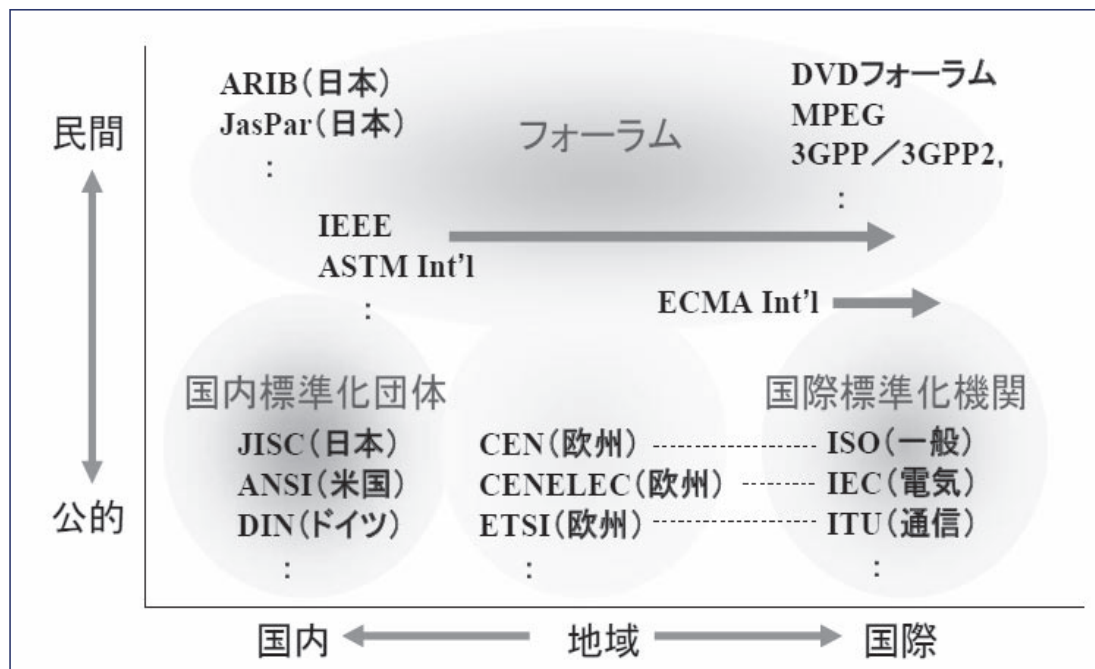 民間
公的
ARIB（日本）
JasPar（日本）
：
フォーラム
DVDフォーラム
MPEG
3GPP／3GPP2,
：
IEEE
ASTM Int'l
：
ECMA Int'l
国内標準化団体
JISC（日本）
ANSI（米国）
DIN（ドイツ）
：
CEN（欧州）
CENELEC（欧州）
ETSI（欧州）
：
国際標準化機関
ISO（一般）
IEC（電気）
ITU（通信）
：
国内
地域
国際